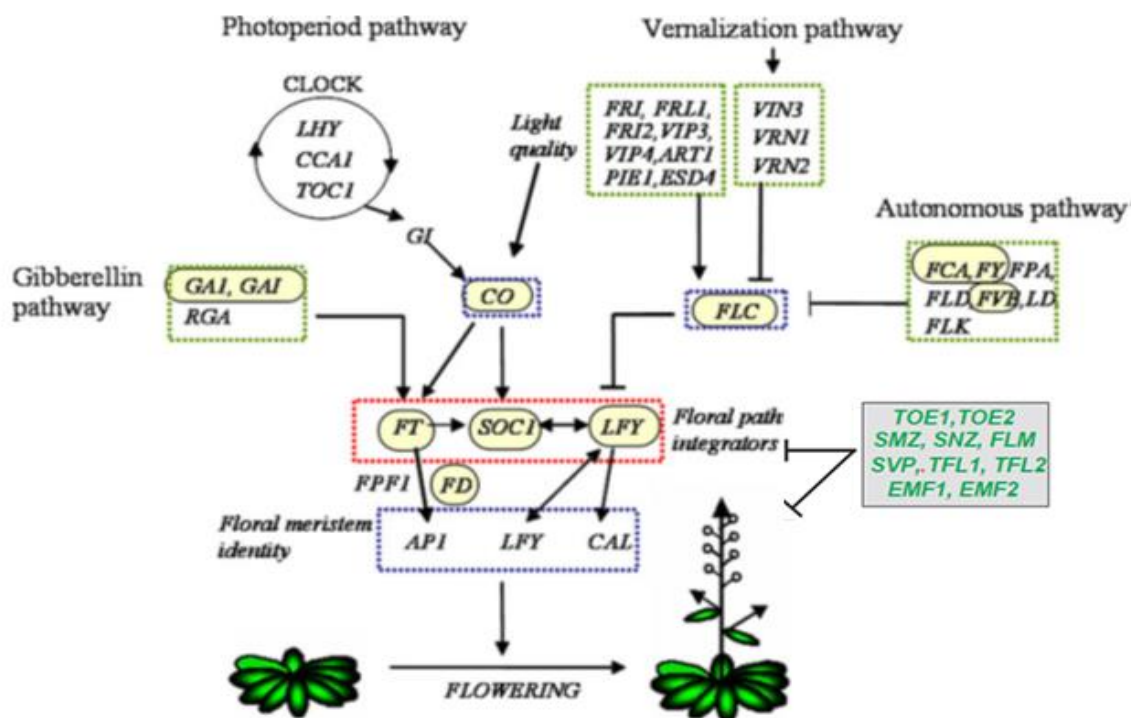 Photoperiod pathway
Vernalization pathway
CLOCK
LHY
CCA1
TOC1
GI
Light
quality
FRI, FRL1,
FRI2,VIP3,
VIP4,ART1
PIE1,ESD4
VIN3
VRN1
VRN2
Autonomous pathway
FCA, FY, FPA,
FLD, FVE, LD
FLK
Gibberellin
pathway
GA1, GAI
RGA
CO
FLC
FT
SOC1
LFY
Floral path
integrators
TOE1,TOE2
SMZ, SNZ, FLM
SVP,.TFL1, TFL2
EMF1, EMF2
FPF1
FD
Floral meristem
identity
AP1
LFY
CAL
FLOWERING